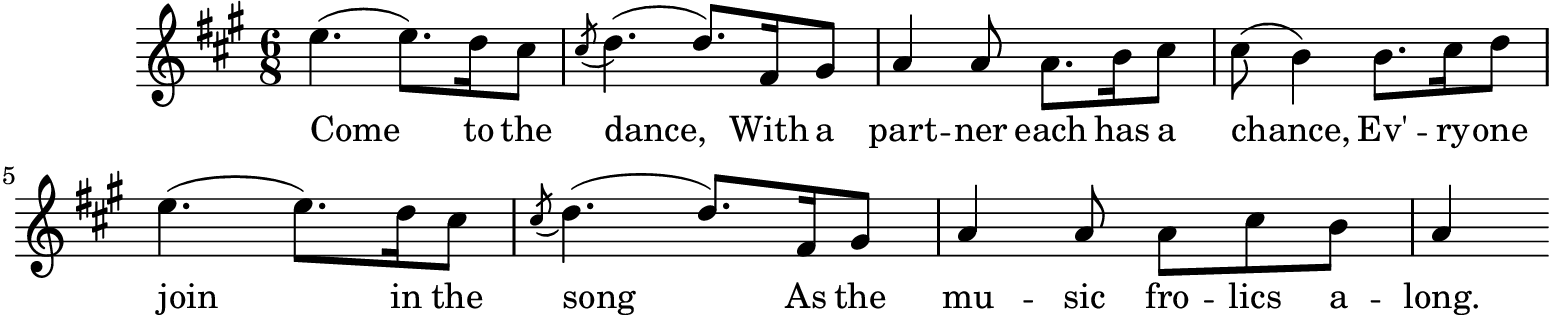 6
8
Come to the dance, With a part -- ner each has a chance, Ev' -- ryone
5
join in the song As the mu -- sic fro -- lics a -- long.